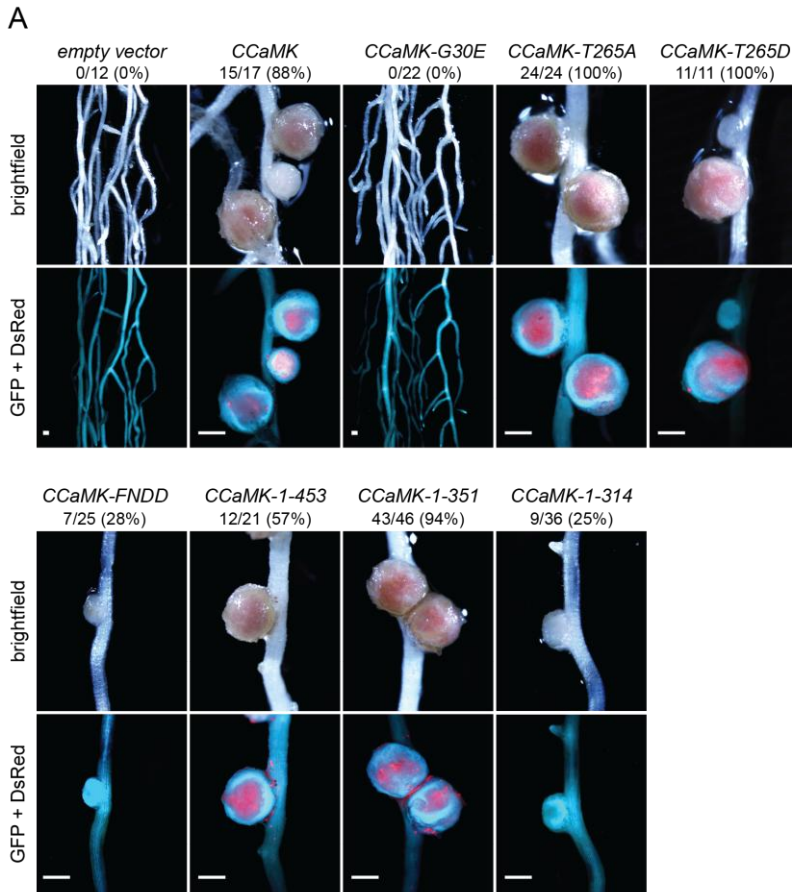 A
empty vector CCaMK CCaMK-G30E CCaMK-T265A CCaMK-T265D
0/12 (0%) 15/17 (88%) 0/22 (0%) 24/24 (100%) 11/11 (100%)
brightfield
GFP + DsRed
CCaMK-FNDD CCaMK-1-453 CCaMK-1-351 CCaMK-1-314
7/25 (28%) 12/21 (57%) 43/46 (94%) 9/36 (25%)
brightfield
GFP + DsRed